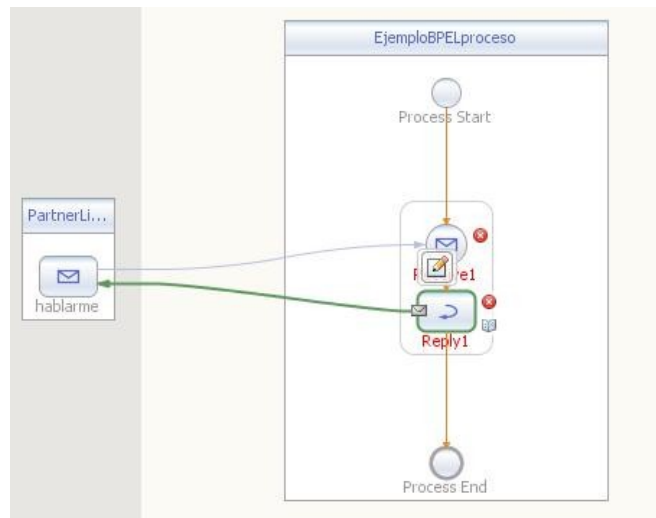 EjemploBPELproceso
Process Start
PartnerLi...
hablarme
Reply1
Process End